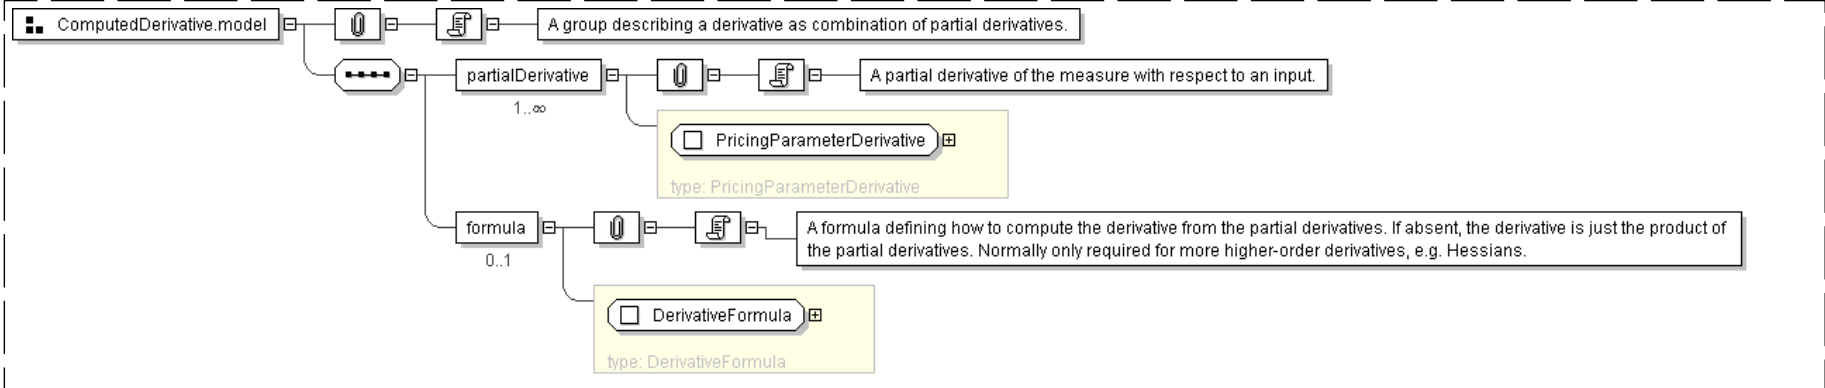 ComputedDerivative.model
A group describing a derivative as combination of partial derivatives.
partialDerivative
A partial derivative of the measure with respect to an input.
1..∞
PricingParameterDerivative
type: PricingParameterDerivative
formula
A formula defining how to compute the derivative from the partial derivatives. If absent, the derivative is just the product of
the partial derivatives. Normally only required for more higher-order derivatives, e.g. Hessians.
0..1
DerivativeFormula
type: DerivativeFormula